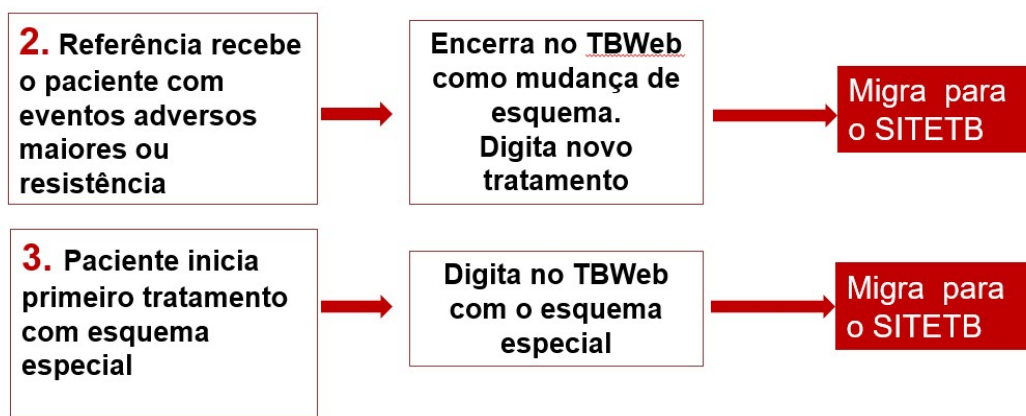 2. Referência recebe
o paciente com
eventos adversos
maiores ou
resistência
Encerra no TBWeb
como mudança de
esquema.
Digita novo
tratamento
Migra para
o SITETB
3. Paciente inicia
primeiro tratamento
com esquema
especial
Digita no TBWeb
com o esquema
especial
Migra para
o SITETB